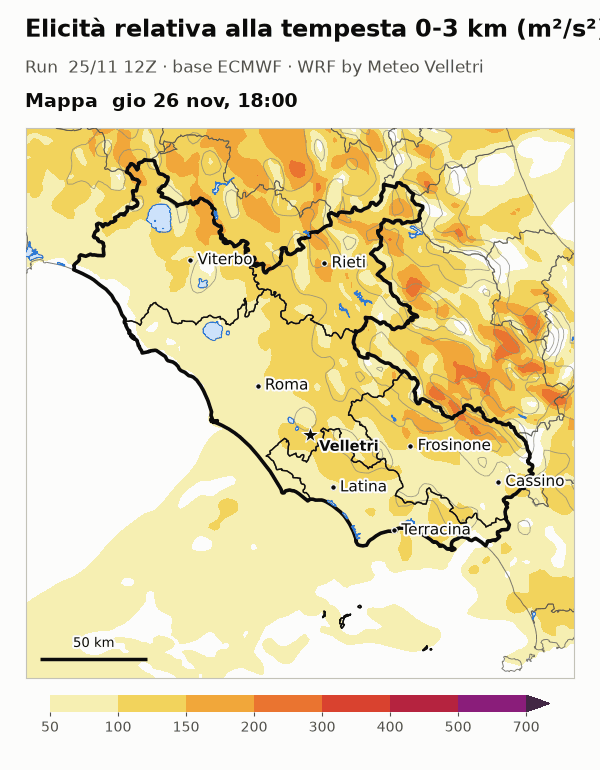 Elicità relativa alla tempesta 0-3 km (m²/s²)
Run  25/11 12Z · base ECMWF · WRF by Meteo Velletri
Mappa  gio 26 nov, 18:00
Viterbo
Rieti
Roma
Velletri
Frosinone
Latina
Cassino
Terracina
50 km
50 100 150 200 300 400 500 700